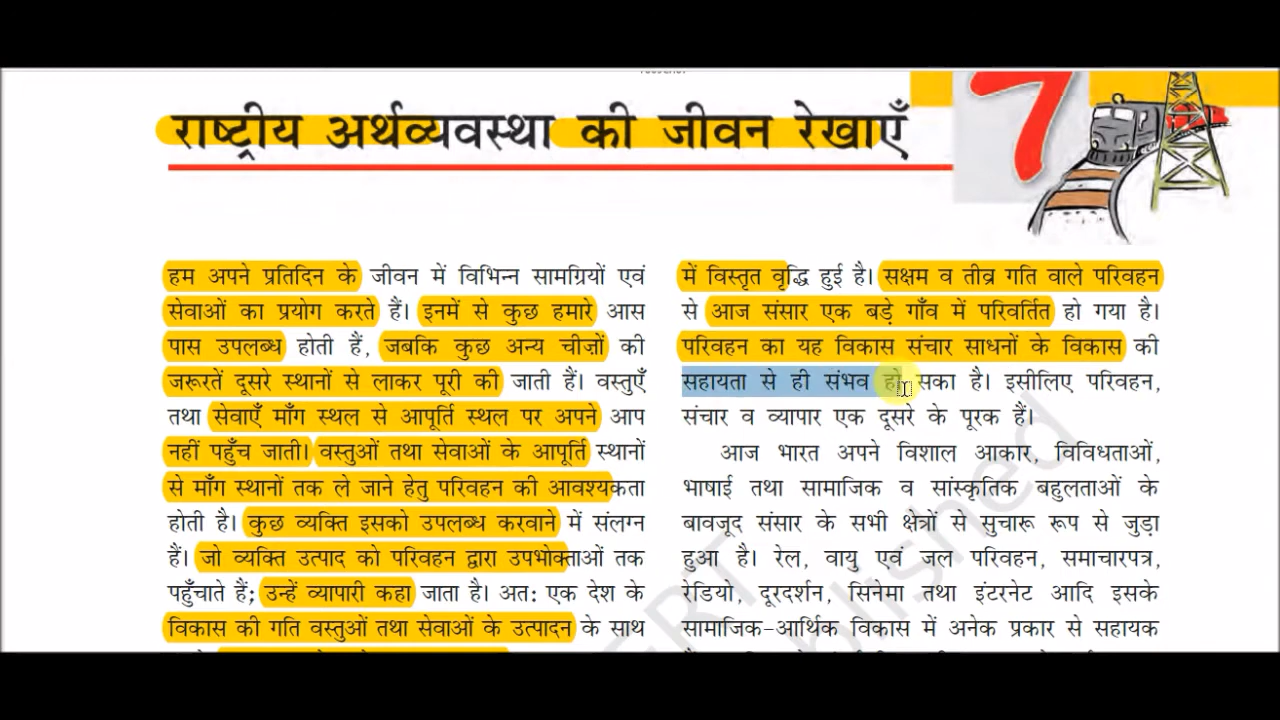 राष्ट्रीय अर्थव्यवस्था की जीवन रेखाएँ
7
हम अपने प्रतिदिन के जीवन में विभिन्न सामग्रियों एवं
सेवाओं का प्रयोग करते हैं। इनमें से कुछ हमारे आस
पास उपलब्ध होती हैं, जबकि कुछ अन्य चीज़ों की
जरूरतें दूसरे स्थानों से लाकर पूरी की जाती हैं। वस्तुएँ
तथा सेवाएँ माँग स्थल से आपूर्ति स्थल पर अपने आप
नहीं पहुँच जाती। वस्तुओं तथा सेवाओं के आपूर्ति स्थानों
से माँग स्थानों तक ले जाने हेतु परिवहन की आवश्यकता
होती है। कुछ व्यक्ति इसको उपलब्ध करवाने में संलग्न
हैं। जो व्यक्ति उत्पाद को परिवहन द्वारा उपभोक्ताओं तक
पहुँचाते हैं; उन्हें व्यापारी कहा जाता है। अत: एक देश के
विकास की गति वस्तुओं तथा सेवाओं के उत्पादन के साथ
में विस्तृत वृद्धि हुई है। सक्षम व तीव्र गति वाले परिवहन
से आज संसार एक बड़े गाँव में परिवर्तित हो गया है।
परिवहन का यह विकास संचार साधनों के विकास की
सहायता से ही संभव हो सका है। इसीलिए परिवहन,
संचार व व्यापार एक दूसरे के पूरक हैं।
आज भारत अपने विशाल आकार, विविधताओं,
भाषाई तथा सामाजिक व सांस्कृतिक बहुलताओं के
बावजूद संसार के सभी क्षेत्रों से सुचारू रूप से जुड़ा
हुआ है। रेल, वायु एवं जल परिवहन, समाचारपत्र,
रेडियो, दूरदर्शन, सिनेमा तथा इंटरनेट आदि इसके
सामाजिक-आर्थिक विकास में अनेक प्रकार से सहायक